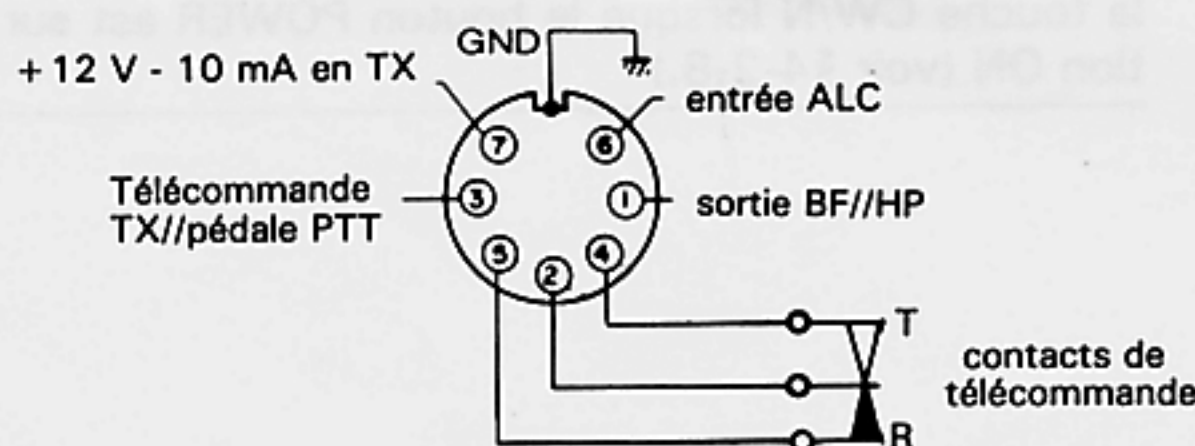 GND
+ 12 V - 10 mA en TX
entrée ALC
7
6
Télécommande
TX//pédale PTT
3
1
sortie BF//HP
5
2
4
T
contacts de
télécommande
R